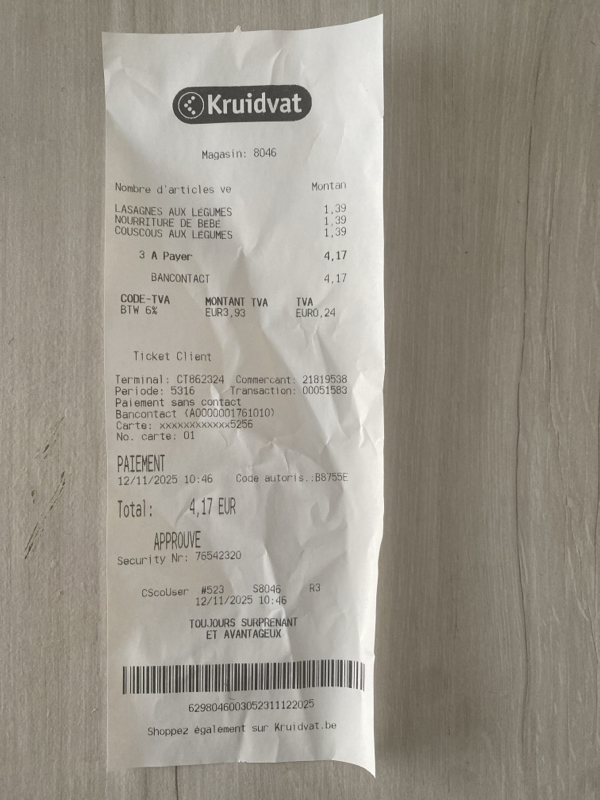 Kruidvat
Magasin: 8046
Nombre d'articles ve Montan
LASAGNES AUX LEGUMES 1,39
NOURRITURE DE BEBE 1,39
COUSCOUS AUX LEGUMES 1,39
3 A Payer 4,17
BANCONTACT 4,17
CODE-TVA MONTANT TVA TVA
BTW 6% EUR3,93 EUR0,24
Ticket Client
Terminal: CT862324 Commercant: 21819538
Periode: 5316 Transaction: 00051583
Paiement sans contact
Bancontact (A0000001761010)
Carte: xxxxxxxxxxxx5256
No. carte: 01
PAIEMENT
12/11/2025 10:46 Code autoris.:B8755E
Total: 4,17 EUR
APPROUVE
Security Nr: 76542320
CScoUser #523 S8046 R3
12/11/2025 10:46
TOUJOURS SURPRENANT
ET AVANTAGEUX
6298046003052311122025
Shoppez également sur Kruidvat.be